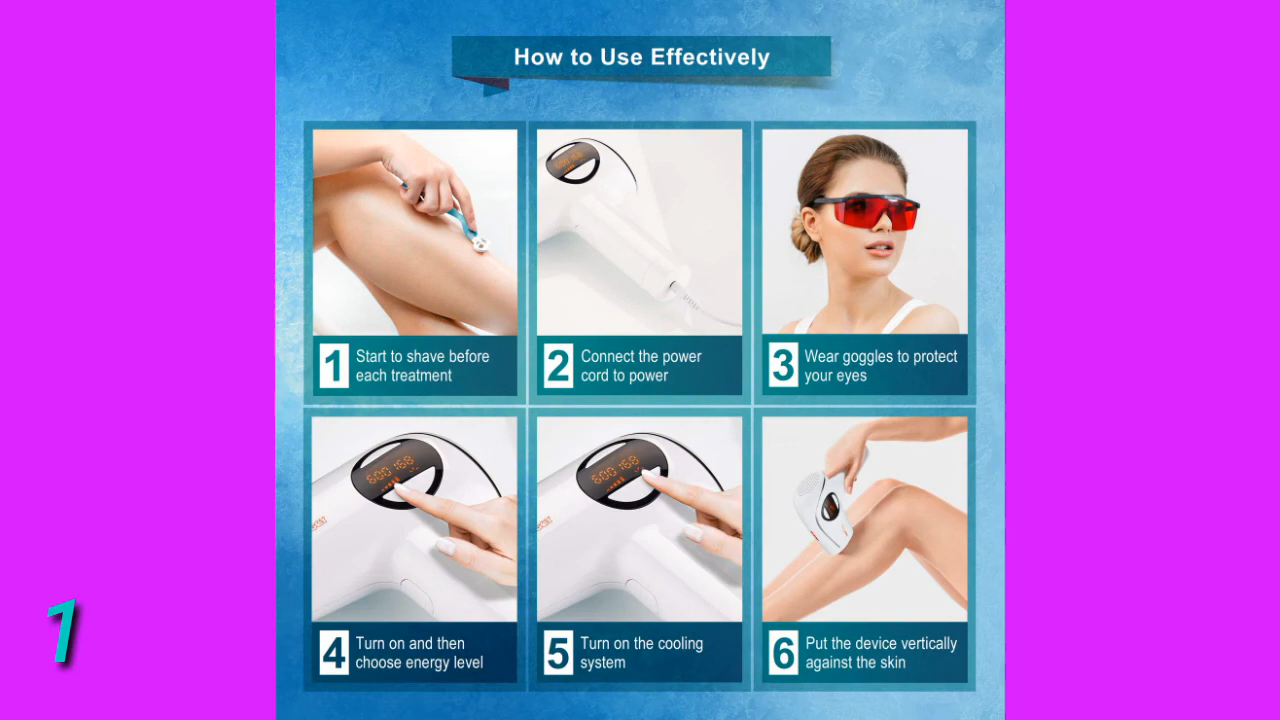 How to Use Effectively
1 Start to shave before
each treatment
2 Connect the power
cord to power
3 Wear goggles to protect
your eyes
4 Turn on and then
choose energy level
5 Turn on the cooling
system
6 Put the device vertically
against the skin
1